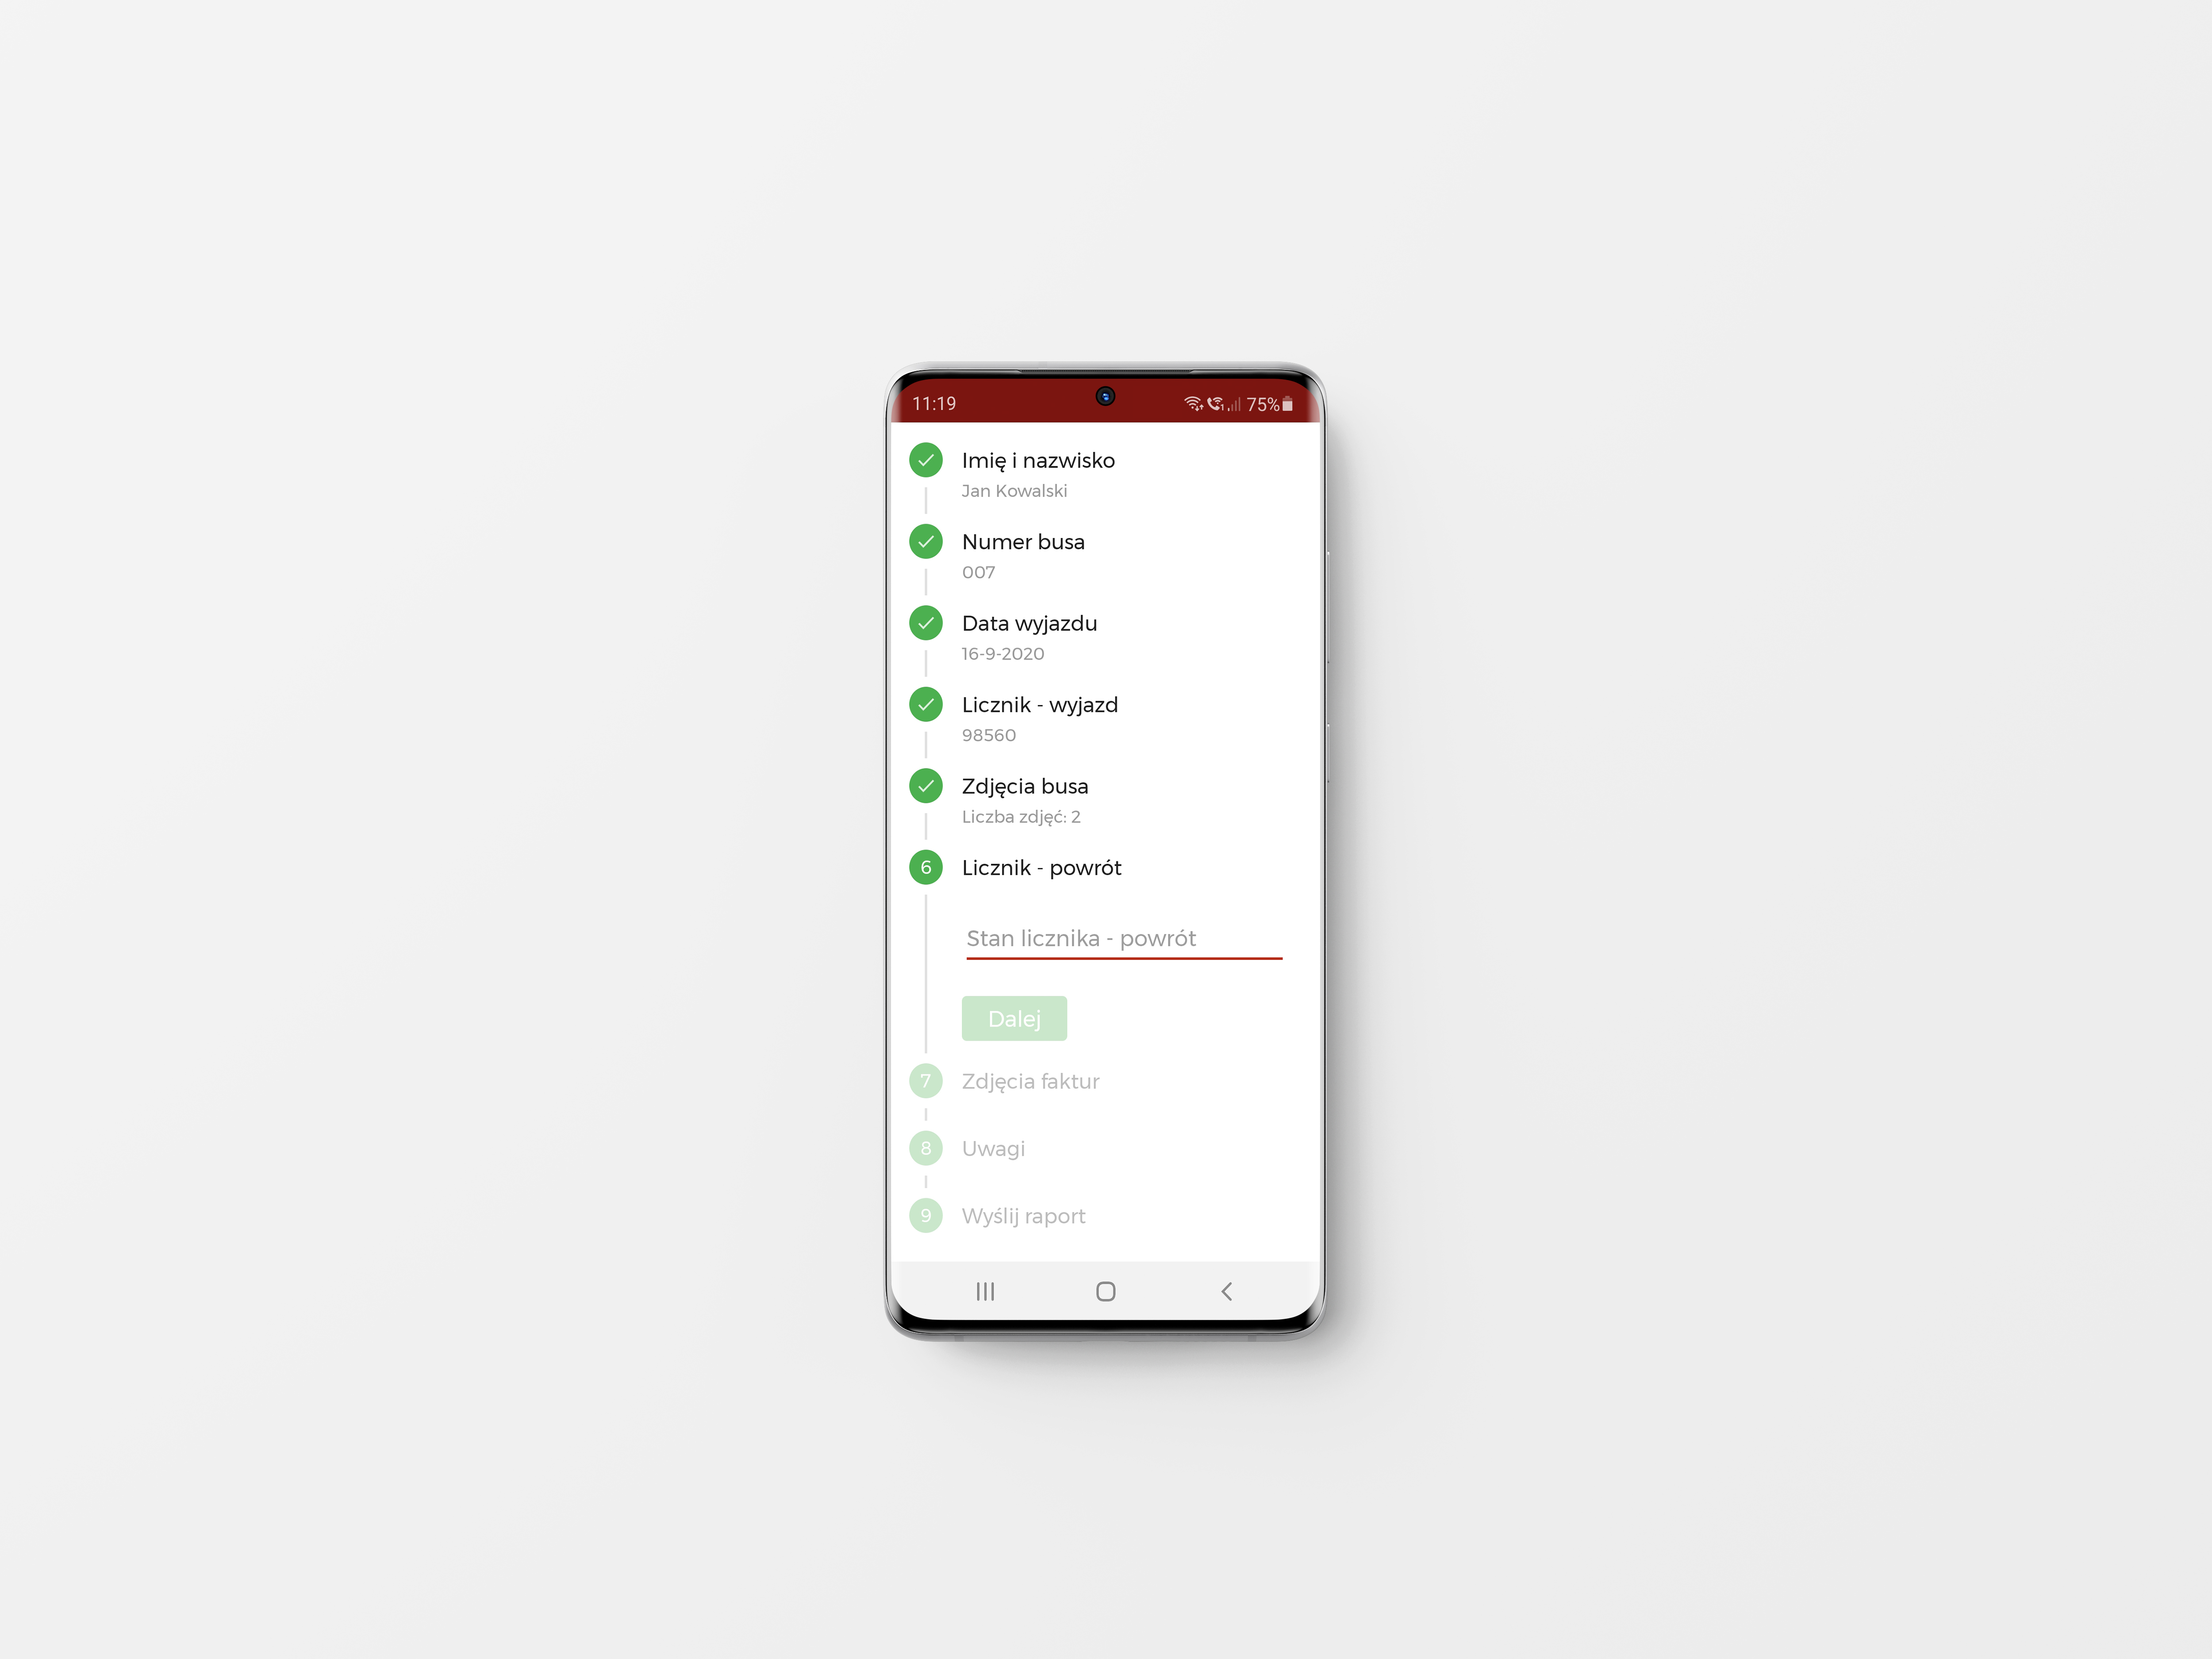 11:19 75%
Imię i nazwisko
Jan Kowalski
Numer busa
007
Data wyjazdu
16-9-2020
Licznik - wyjazd
98560
Zdjęcia busa
Liczba zdjęć: 2
6 Licznik - powrót
Stan licznika - powrót
Dalej
7 Zdjęcia faktur
8 Uwagi
9 Wyślij raport